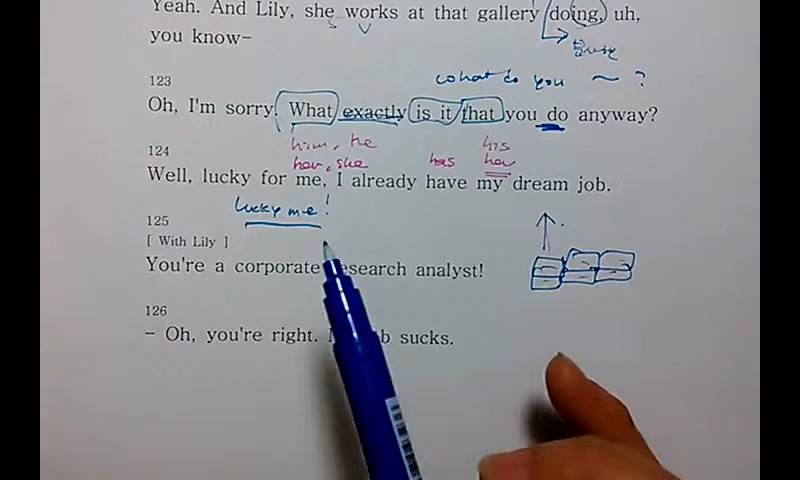 Yeah. And Lily, she works at that gallery doing, uh,
s v
you know-
what do you ~ ?
123
Oh, I'm sorry. What exactly is it that you do anyway?
him, he his
her, she has her
124
Well, lucky for me, I already have my dream job.
lucky me!
125
[ With Lily ]
You're a corporate research analyst!
126
- Oh, you're right. sucks.